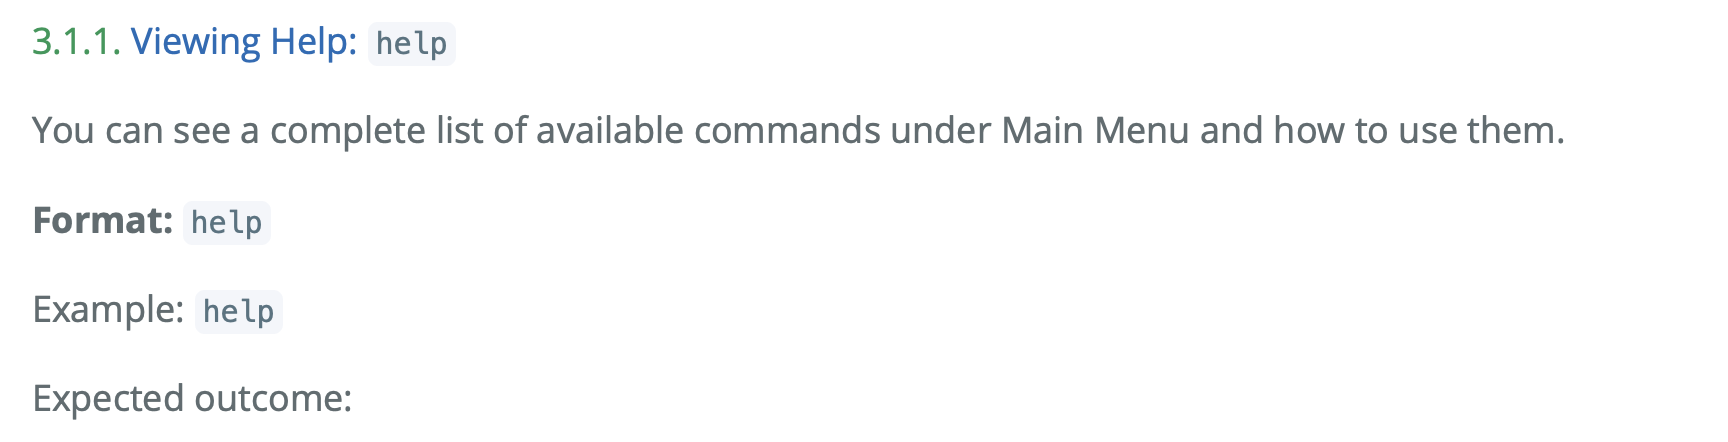 3.1.1. Viewing Help: help
You can see a complete list of available commands under Main Menu and how to use them.
Format: help
Example: help
Expected outcome: